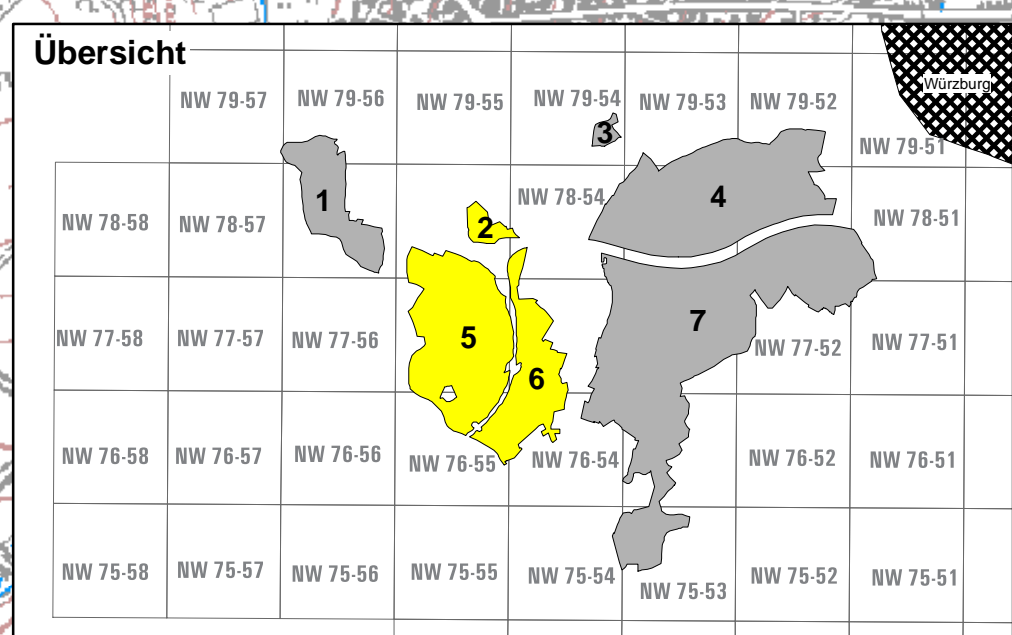 Übersicht
Würzburg
NW 79-57 NW 79-56 NW 79-55 NW 79-54 NW 79-53 NW 79-52
3
NW 79-51
1 NW 78-54 4
NW 78-58 NW 78-57 2 NW 78-51
NW 77-58 NW 77-57 NW 77-56 5 7 NW 77-52 NW 77-51
6
NW 76-58 NW 76-57 NW 76-56 NW 76-55 NW 76-54 NW 76-52 NW 76-51
NW 75-58 NW 75-57 NW 75-56 NW 75-55 NW 75-54 NW 75-53 NW 75-52 NW 75-51